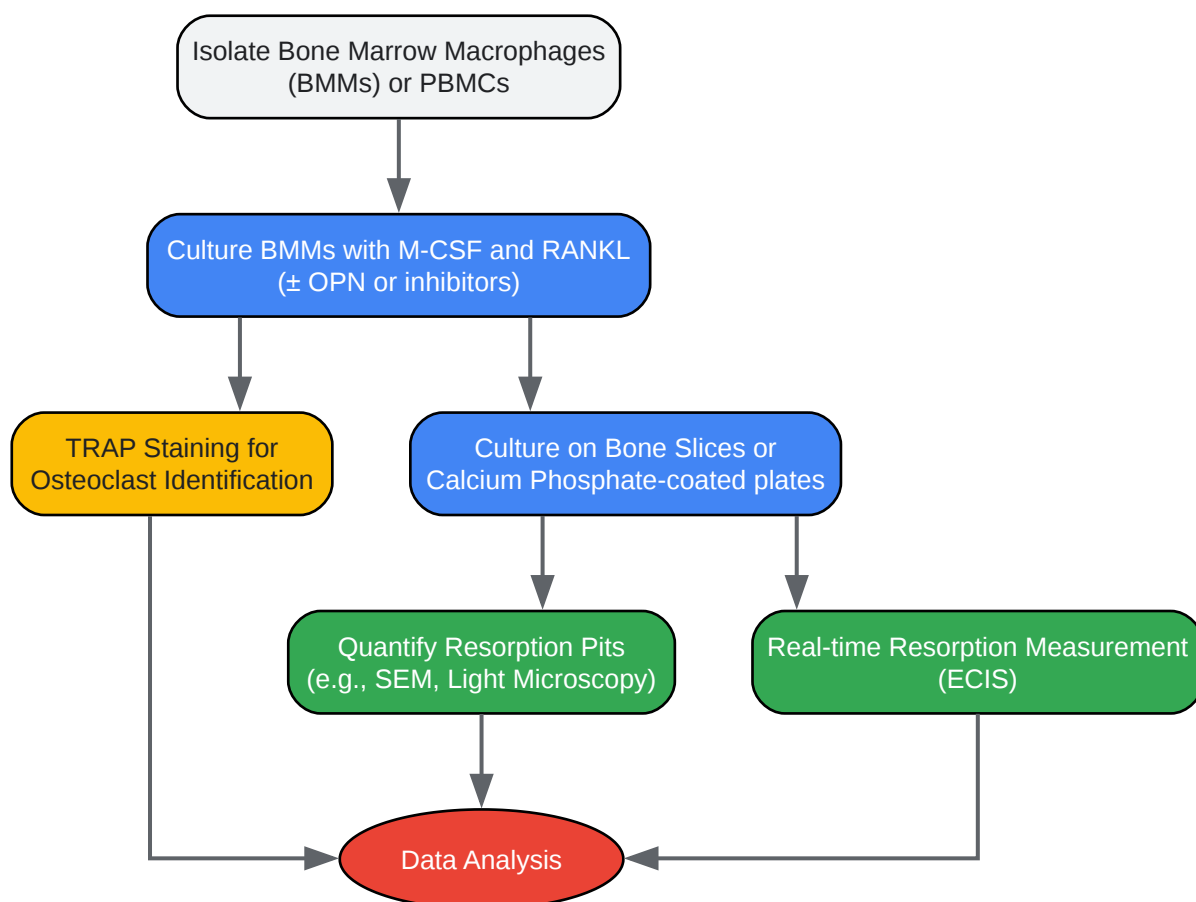 Isolate Bone Marrow Macrophages
(BMMs) or PBMCs
Culture BMMs with M-CSF and RANKL
(± OPN or inhibitors)
TRAP Staining for
Osteoclast Identification
Culture on Bone Slices or
Calcium Phosphate-coated plates
Quantify Resorption Pits
(e.g., SEM, Light Microscopy)
Real-time Resorption Measurement
(ECIS)
Data Analysis